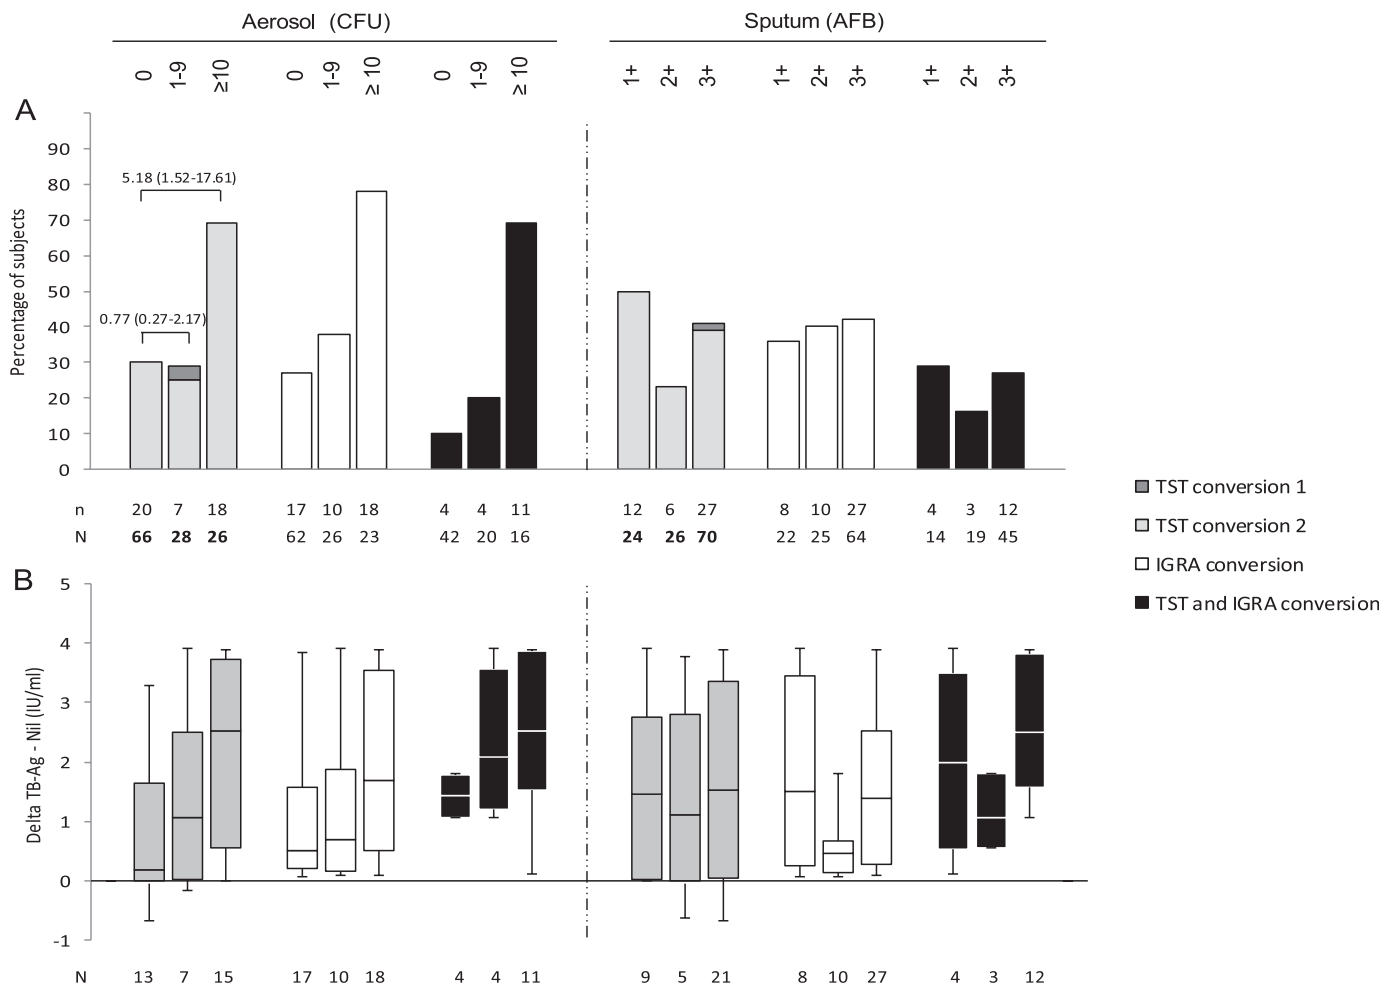 Aerosol (CFU) Sputum (AFB)
0 1-9 ≥10 0 1-9 ≥ 10 0 1-9 ≥ 10 1+ 2+ 3+ 1+ 2+ 3+ 1+ 2+ 3+
A
Percentage of subjects
90
80
70
60
50
40
30
20
10
0
5.18 (1.52-17.61)
0.77 (0.27-2.17)
n 20 7 18 17 10 18 4 4 11 12 6 27 8 10 27 4 3 12
N 66 28 26 62 26 23 42 20 16 24 26 70 22 25 64 14 19 45
TST conversion 1
TST conversion 2
IGRA conversion
TST and IGRA conversion
B
Delta TB-Ag - Nil (IU/ml)
5
4
3
2
1
0
-1
N 13 7 15 17 10 18 4 4 11 9 5 21 8 10 27 4 3 12